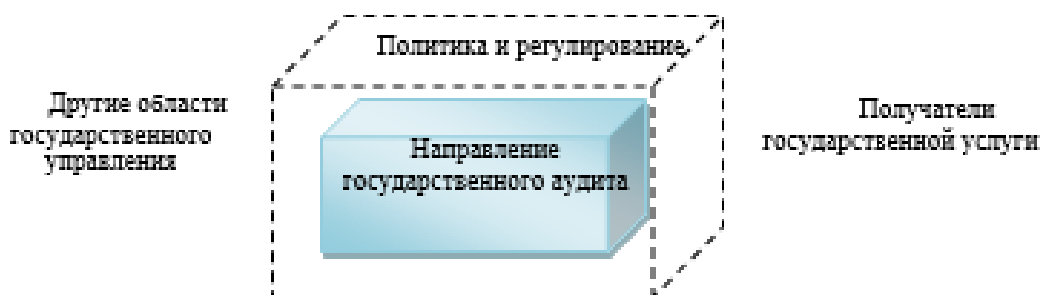 Политика и регулирование
Другие области
государственного
управления
Направление
государственного аудита
Получатели
государственной услуги